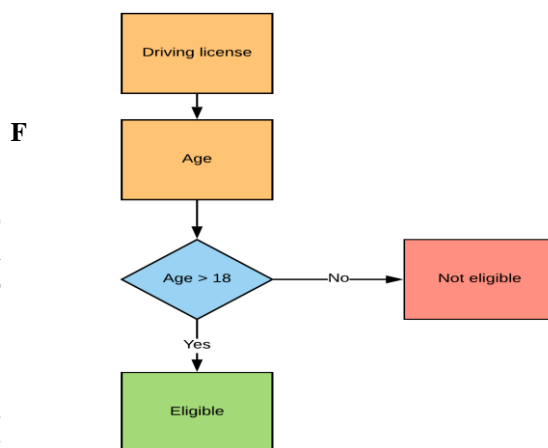 Driving license
F
Age
Age > 18
No
Not eligible
Yes
Eligible